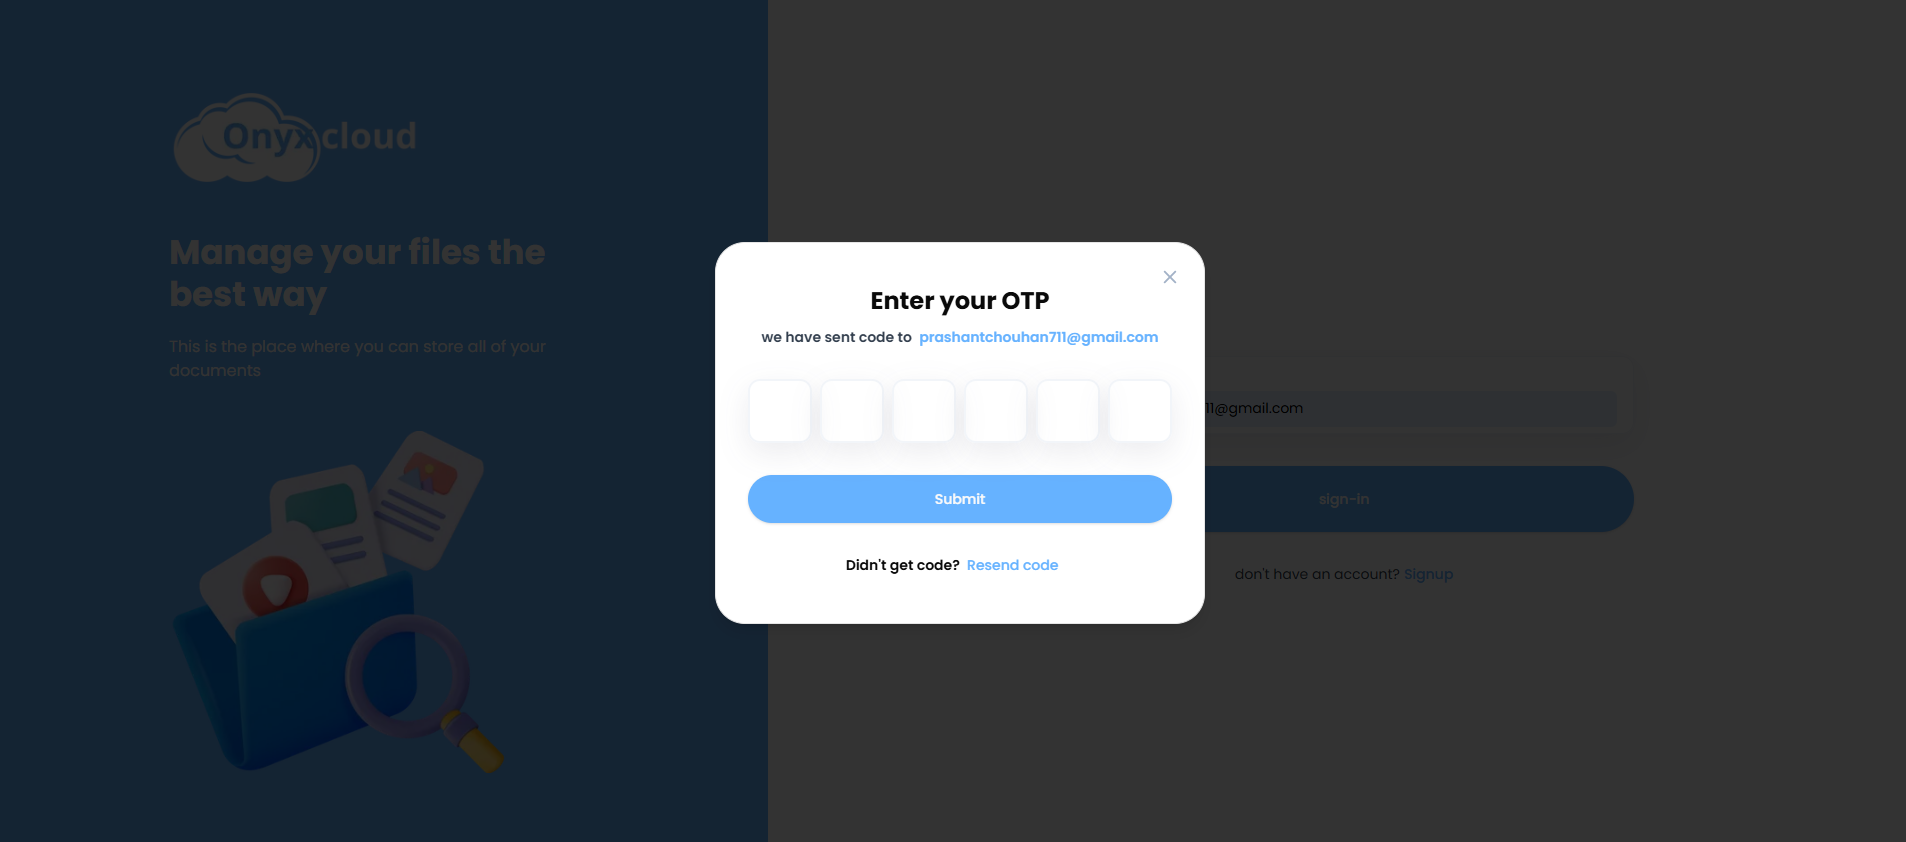 Onyx cloud
Manage your files the
best way
This is the place where you can store all of your
documents
Enter your OTP
we have sent code to prashantchouhan711@gmail.com
Submit
Didn't get code? Resend code
11@gmail.com
sign-in
don't have an account? Signup